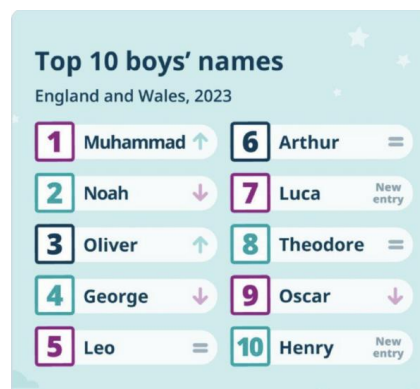 Top 10 boys' names
England and Wales, 2023
1 Muhammad ↑
2 Noah ↓
3 Oliver ↑
4 George ↓
5 Leo =
6 Arthur =
7 Luca New
entry
8 Theodore =
9 Oscar ↓
10 Henry New
entry